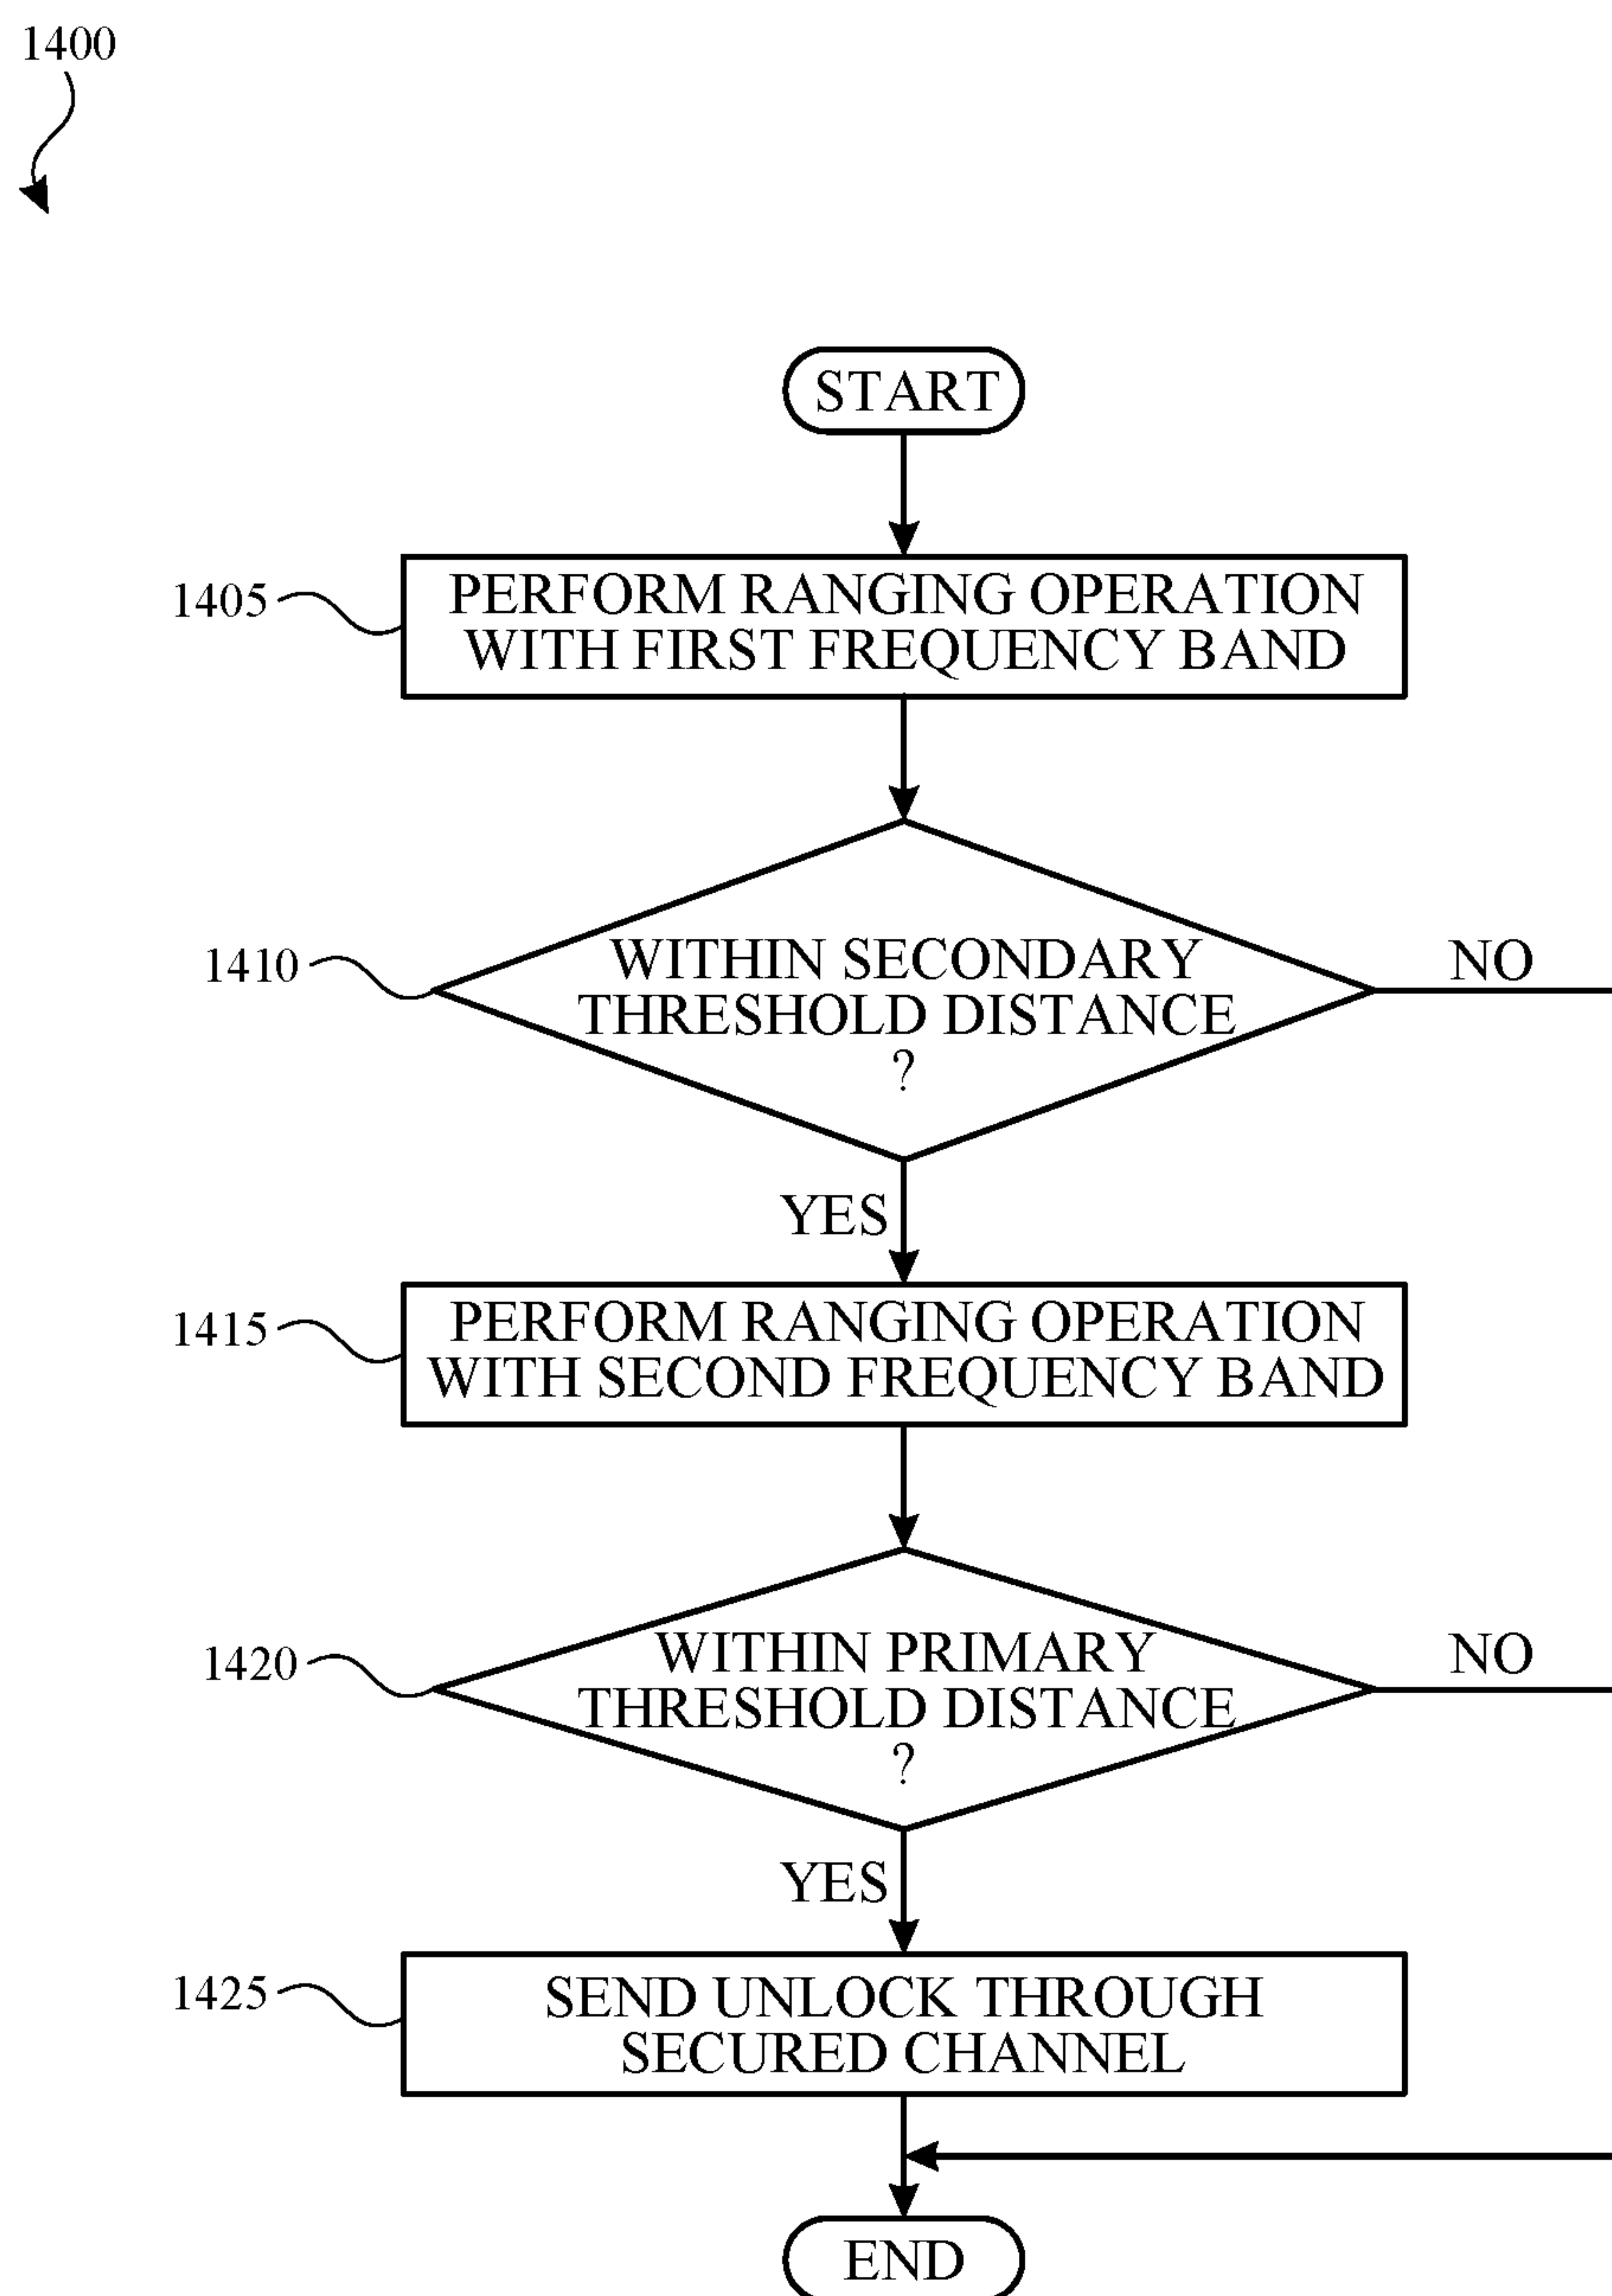 1400
START
1405
PERFORM RANGING OPERATION
WITH FIRST FREQUENCY BAND
1410
WITHIN SECONDARY
THRESHOLD DISTANCE
?
NO
YES
1415
PERFORM RANGING OPERATION
WITH SECOND FREQUENCY BAND
1420
WITHIN PRIMARY
THRESHOLD DISTANCE
?
NO
YES
1425
SEND UNLOCK THROUGH
SECURED CHANNEL
END